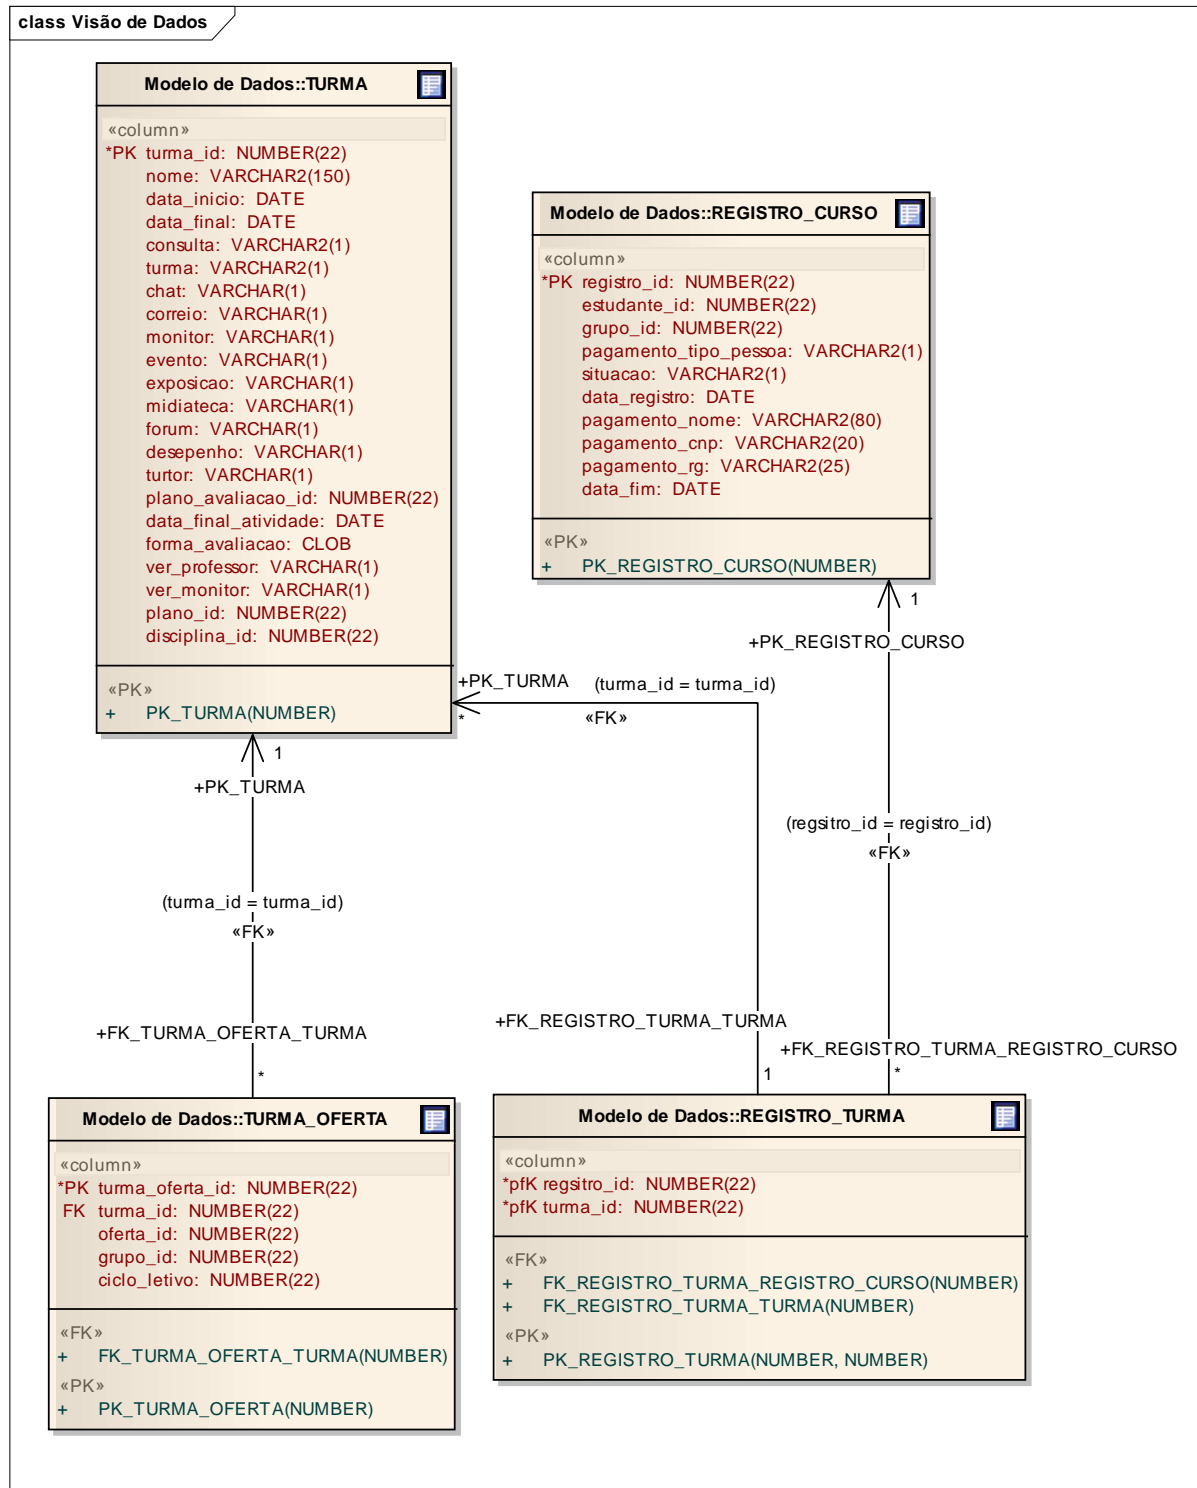 class Visão de Dados
Modelo de Dados::TURMA
«column»
*PK turma_id: NUMBER(22)
nome: VARCHAR2(150)
data_inicio: DATE
data_final: DATE
consulta: VARCHAR2(1)
turma: VARCHAR2(1)
chat: VARCHAR(1)
correio: VARCHAR(1)
monitor: VARCHAR(1)
evento: VARCHAR(1)
exposicao: VARCHAR(1)
midiateca: VARCHAR(1)
forum: VARCHAR(1)
desepenho: VARCHAR(1)
turtor: VARCHAR(1)
plano_avaliacao_id: NUMBER(22)
data_final_atividade: DATE
forma_avaliacao: CLOB
ver_professor: VARCHAR(1)
ver_monitor: VARCHAR(1)
plano_id: NUMBER(22)
disciplina_id: NUMBER(22)
«PK»
+ PK_TURMA(NUMBER)
Modelo de Dados::REGISTRO_CURSO
«column»
*PK registro_id: NUMBER(22)
estudante_id: NUMBER(22)
grupo_id: NUMBER(22)
pagamento_tipo_pessoa: VARCHAR2(1)
situacao: VARCHAR2(1)
data_registro: DATE
pagamento_nome: VARCHAR2(80)
pagamento_cnp: VARCHAR2(20)
pagamento_rg: VARCHAR2(25)
data_fim: DATE
«PK»
+ PK_REGISTRO_CURSO(NUMBER)
1
+PK_REGISTRO_CURSO
+PK_TURMA
(turma_id = turma_id)
*
«FK»
1
+PK_TURMA
(regsitro_id = registro_id)
«FK»
(turma_id = turma_id)
«FK»
+FK_REGISTRO_TURMA_TURMA
+FK_TURMA_OFERTA_TURMA
+FK_REGISTRO_TURMA_REGISTRO_CURSO
*
1
*
Modelo de Dados::TURMA_OFERTA
«column»
*PK turma_oferta_id: NUMBER(22)
FK turma_id: NUMBER(22)
oferta_id: NUMBER(22)
grupo_id: NUMBER(22)
ciclo_letivo: NUMBER(22)
«FK»
+ FK_TURMA_OFERTA_TURMA(NUMBER)
«PK»
+ PK_TURMA_OFERTA(NUMBER)
Modelo de Dados::REGISTRO_TURMA
«column»
*pfK regsitro_id: NUMBER(22)
*pfK turma_id: NUMBER(22)
«FK»
+ FK_REGISTRO_TURMA_REGISTRO_CURSO(NUMBER)
+ FK_REGISTRO_TURMA_TURMA(NUMBER)
«PK»
+ PK_REGISTRO_TURMA(NUMBER, NUMBER)